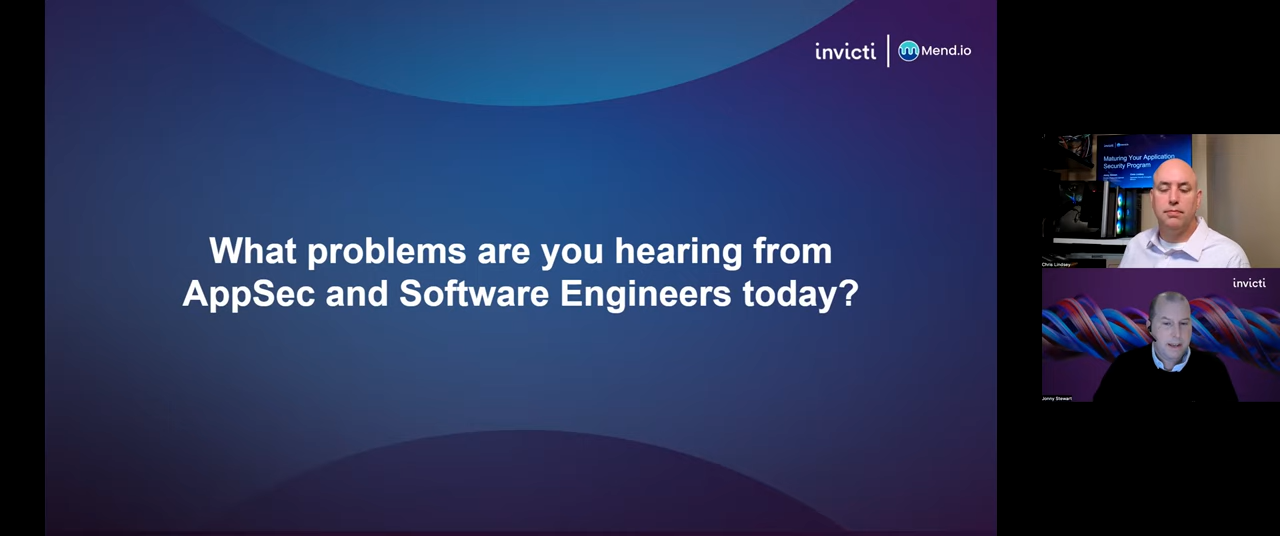 invicti | Mend.io
What problems are you hearing from
AppSec and Software Engineers today?
Maturing Your Application
Security Program
Chris Lindsey
invicti
Jonny Stewart